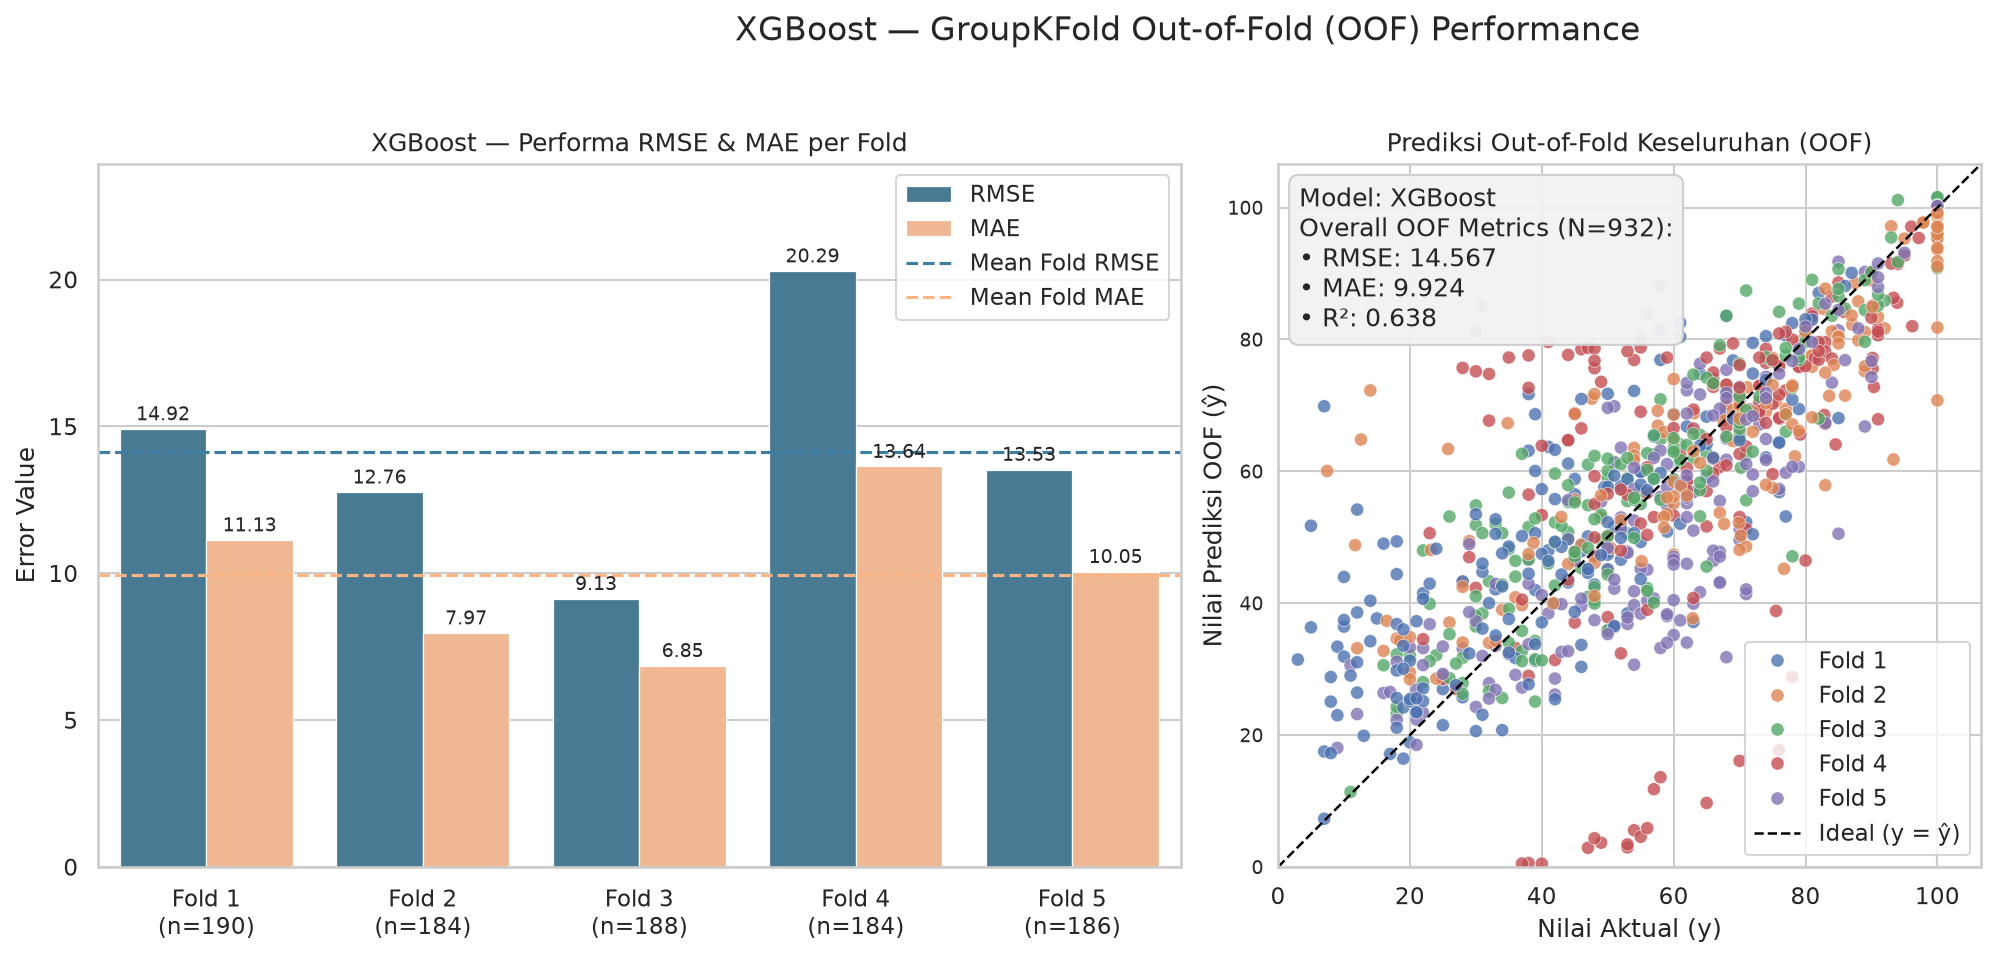 XGBoost — GroupKFold Out-of-Fold (OOF) Performance
XGBoost — Performa RMSE & MAE per Fold
Error Value
20
15
10
5
0
RMSE
MAE
Mean Fold RMSE
Mean Fold MAE
14.92
11.13
12.76
7.97
9.13
6.85
20.29
13.64
13.53
10.05
Fold 1
(n=190)
Fold 2
(n=184)
Fold 3
(n=188)
Fold 4
(n=184)
Fold 5
(n=186)
Prediksi Out-of-Fold Keseluruhan (OOF)
Nilai Prediksi OOF (ŷ)
100
80
60
40
20
0
Model: XGBoost
Overall OOF Metrics (N=932):
• RMSE: 14.567
• MAE: 9.924
• R²: 0.638
Fold 1
Fold 2
Fold 3
Fold 4
Fold 5
Ideal (y = ŷ)
0 20 40 60 80 100
Nilai Aktual (y)